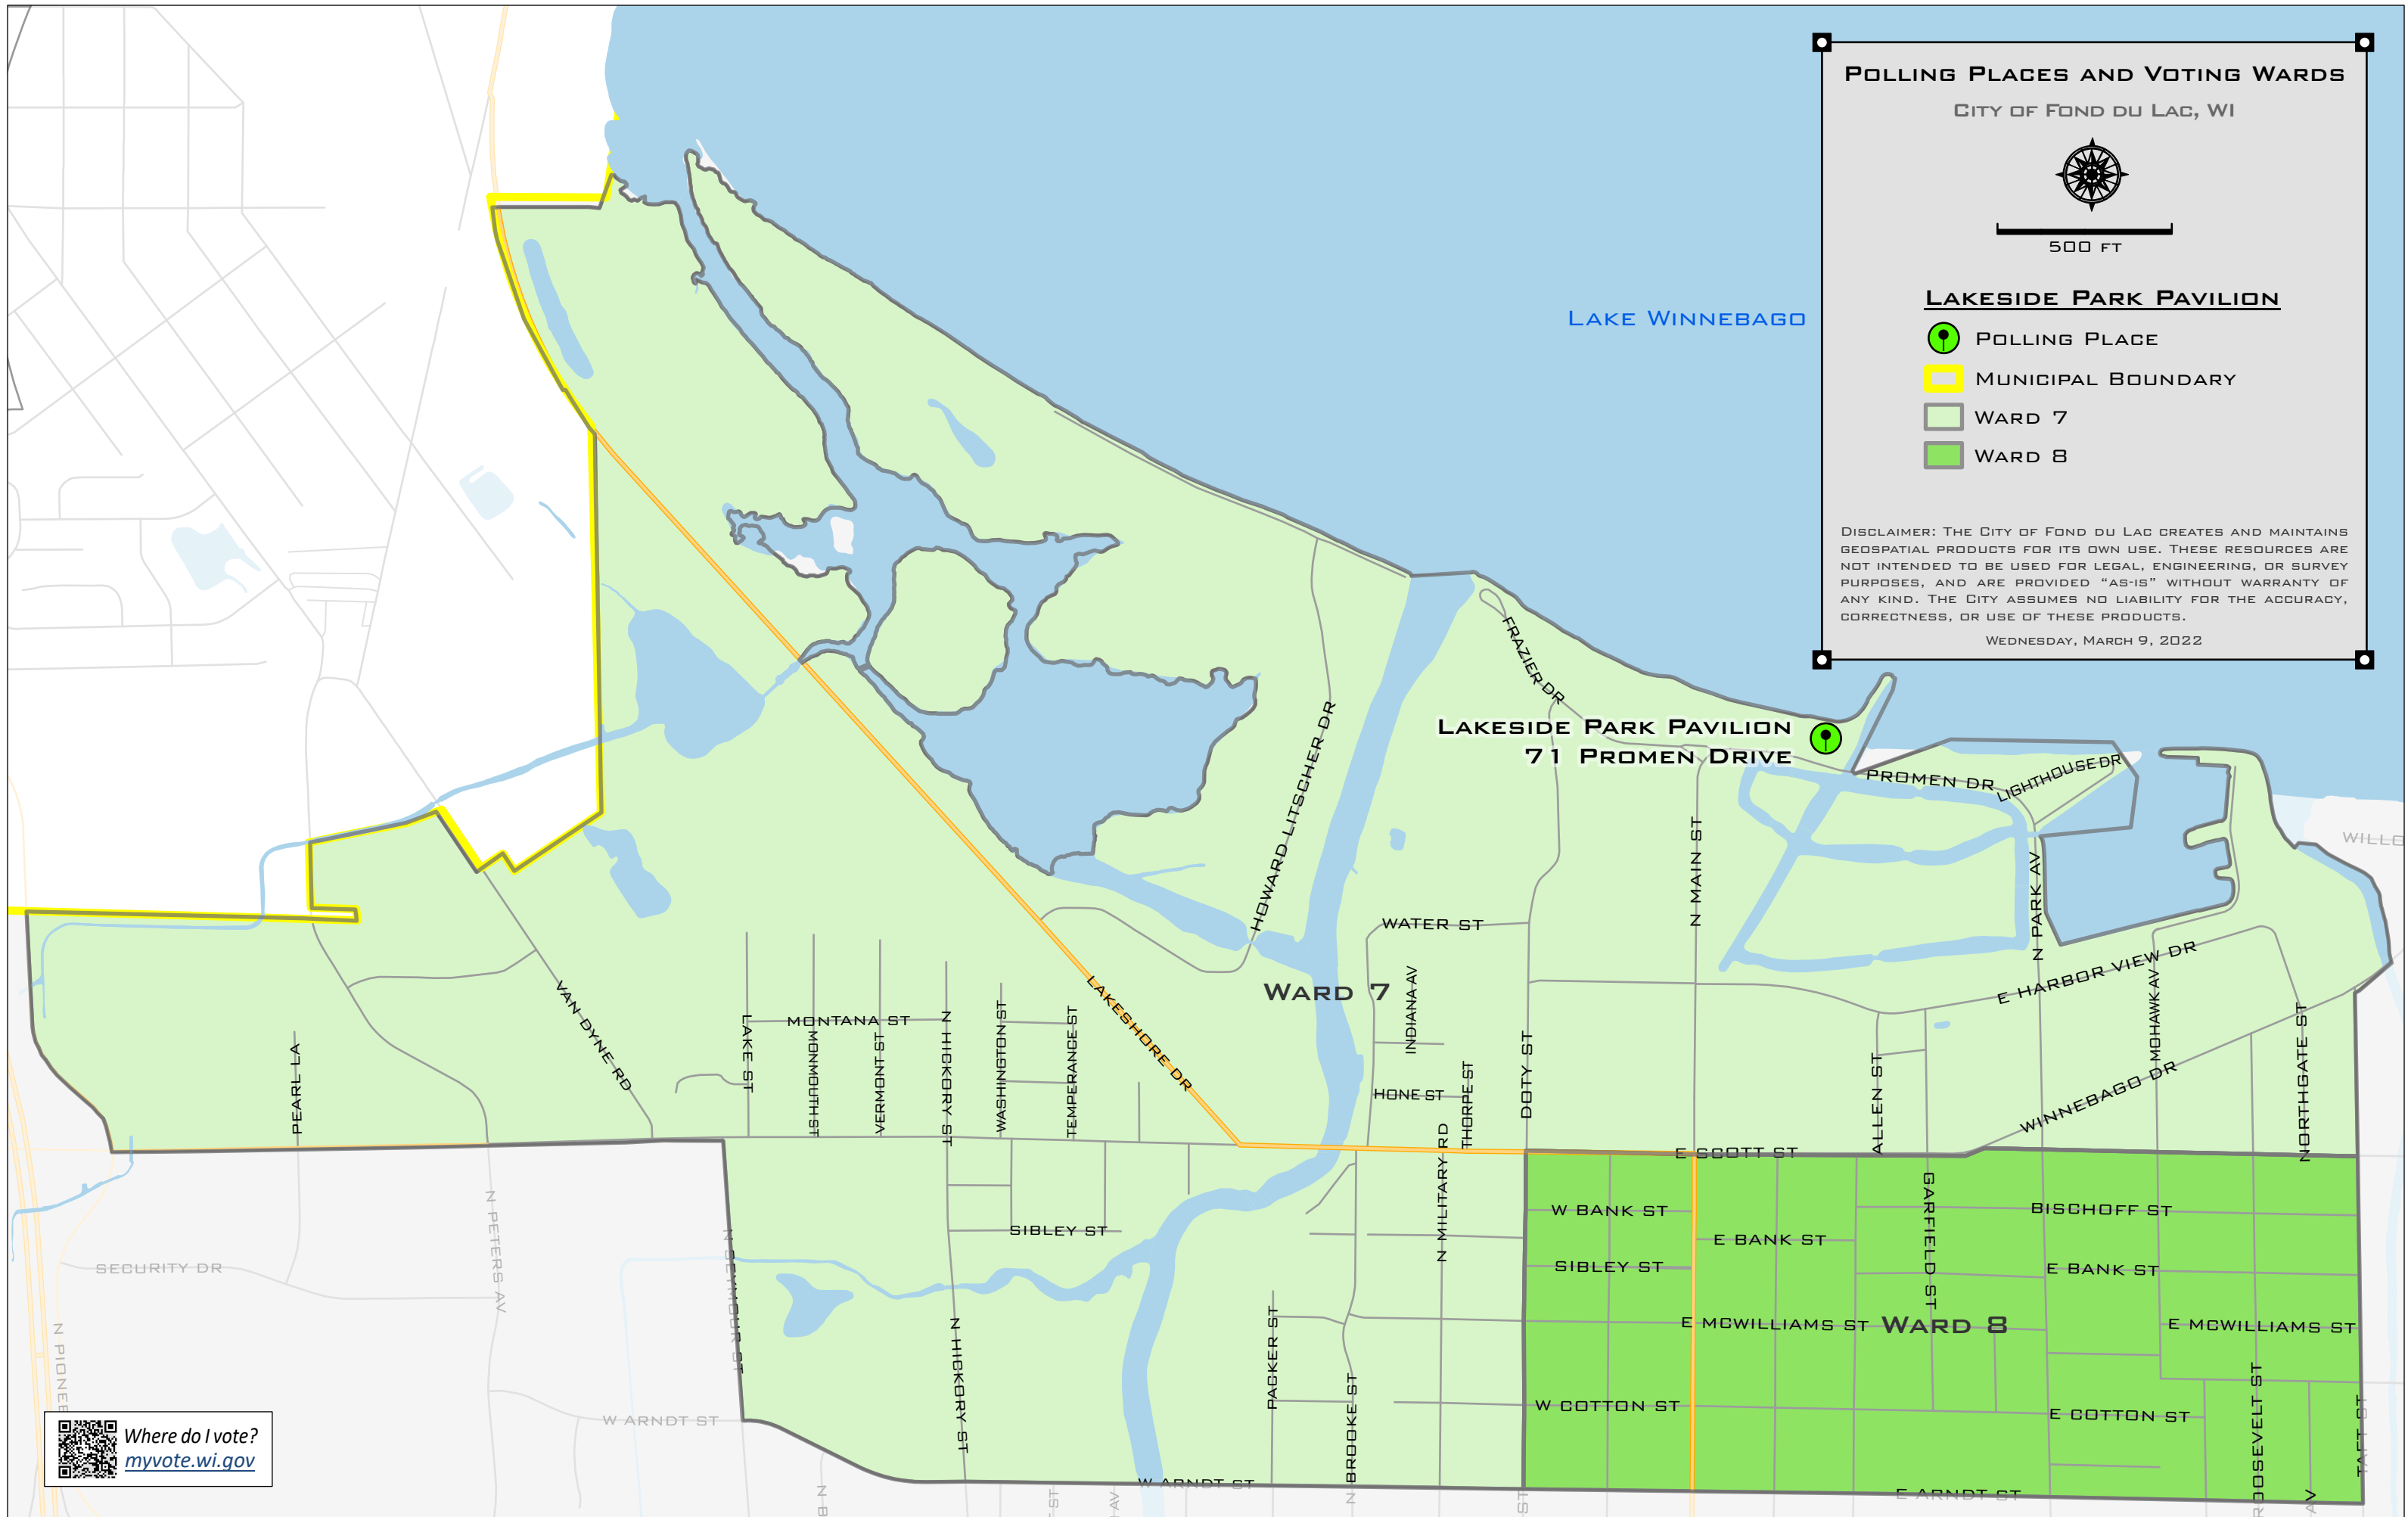 POLLING PLACES AND VOTING WARDS
CITY OF FOND DU LAC, WI
500 FT
LAKESIDE PARK PAVILION
POLLING PLACE
MUNICIPAL BOUNDARY
WARD 7
WARD 8
DISCLAIMER: THE CITY OF FOND DU LAC CREATES AND MAINTAINS
GEOSPATIAL PRODUCTS FOR ITS OWN USE. THESE RESOURCES ARE
NOT INTENDED TO BE USED FOR LEGAL, ENGINEERING, OR SURVEY
PURPOSES, AND ARE PROVIDED “AS-IS” WITHOUT WARRANTY OF
ANY KIND. THE CITY ASSUMES NO LIABILITY FOR THE ACCURACY,
CORRECTNESS, OR USE OF THESE PRODUCTS.
WEDNESDAY, MARCH 9, 2022
LAKE WINNEBAGO
FRAZIER DR
LAKESIDE PARK PAVILION
71 PROMEN DRIVE
PROMEN DR
LIGHTHOUSE DR
HOWARD LITSCHER DR
N MAIN ST
N PARK AV
WATER ST
E HARBOR VIEW DR
MOHAWK AV
WARD 7
INDIANA AV
VAN DYNE RD
LAKESHORE DR
PEARL LA
LAKE ST
MONTANA ST
MONMOUTH ST
VERMONT ST
N HICKORY ST
WASHINGTON ST
TEMPERANCE ST
HONE ST
THORPE ST
DOTY ST
ALLEN ST
WINNEBAGO DR
NORTHGATE ST
E SCOTT ST
N MILITARY RD
W BANK ST
GARFIELD ST
BISCHOFF ST
SIBLEY ST
E BANK ST
SIBLEY ST
E BANK ST
SECURITY DR
N PETERS AV
N SEYMOUR ST
E MCWILLIAMS ST
WARD 8
E MCWILLIAMS ST
N HICKORY ST
PACKER ST
N BROOKE ST
W COTTON ST
E COTTON ST
ROOSEVELT ST
TAFT ST
W ARNDT ST
W ARNDT ST
E ARNDT ST
Where do I vote?
myvote.wi.gov